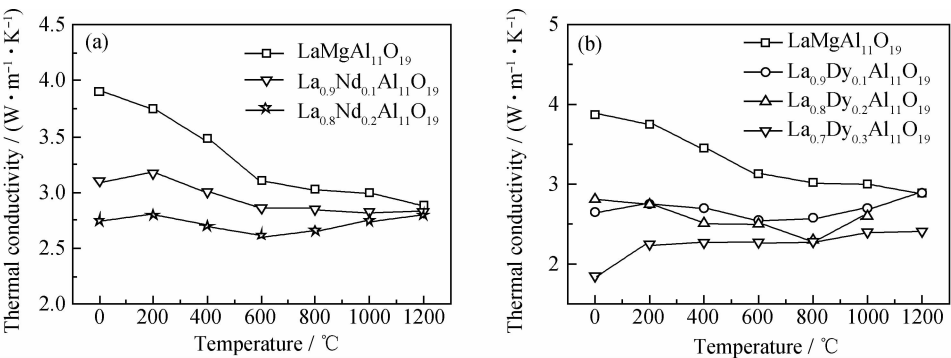 (a)
LaMgAl₁₁O₁₉
La₀.₉Nd₀.₁Al₁₁O₁₉
La₀.₈Nd₀.₂Al₁₁O₁₉
Thermal conductivity / (W·m⁻¹·K⁻¹)
4.5
4.0
3.5
3.0
2.5
2.0
0 200 400 600 800 1000 1200
Temperature / ℃
(b)
LaMgAl₁₁O₁₉
La₀.₉Dy₀.₁Al₁₁O₁₉
La₀.₈Dy₀.₂Al₁₁O₁₉
La₀.₇Dy₀.₃Al₁₁O₁₉
Thermal conductivity / (W·m⁻¹·K⁻¹)
5
4
3
2
0 200 400 600 800 1000 1200
Temperature / ℃